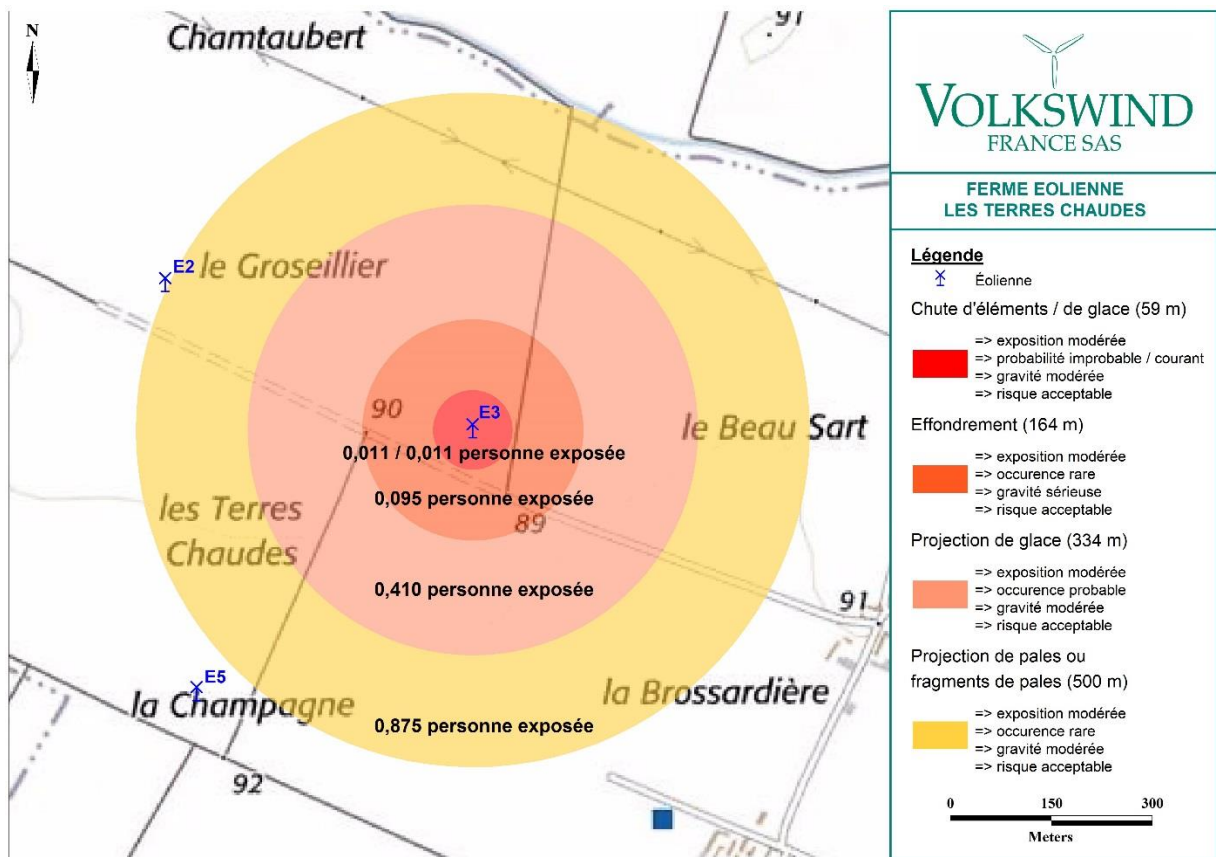 N
Chamtaubert
91
E2
le Groseillier
90
E3
le Beau Sart
0,011 / 0,011 personne exposée
0,095 personne exposée
89
les Terres
Chaudes
0,410 personne exposée
91
E5
la Champagne
la Brossardière
0,875 personne exposée
92
VOLKSWIND
FRANCE SAS
FERME EOLIENNE
LES TERRES CHAUDES
Légende
Éolienne
Chute d'éléments / de glace (59 m)
=> exposition modérée
=> probabilité improbable / courant
=> gravité modérée
=> risque acceptable
Effondrement (164 m)
=> exposition modérée
=> occurence rare
=> gravité sérieuse
=> risque acceptable
Projection de glace (334 m)
=> exposition modérée
=> occurence probable
=> gravité modérée
=> risque acceptable
Projection de pales ou
fragments de pales (500 m)
=> exposition modérée
=> occurence rare
=> gravité modérée
=> risque acceptable
0 150 300
Meters